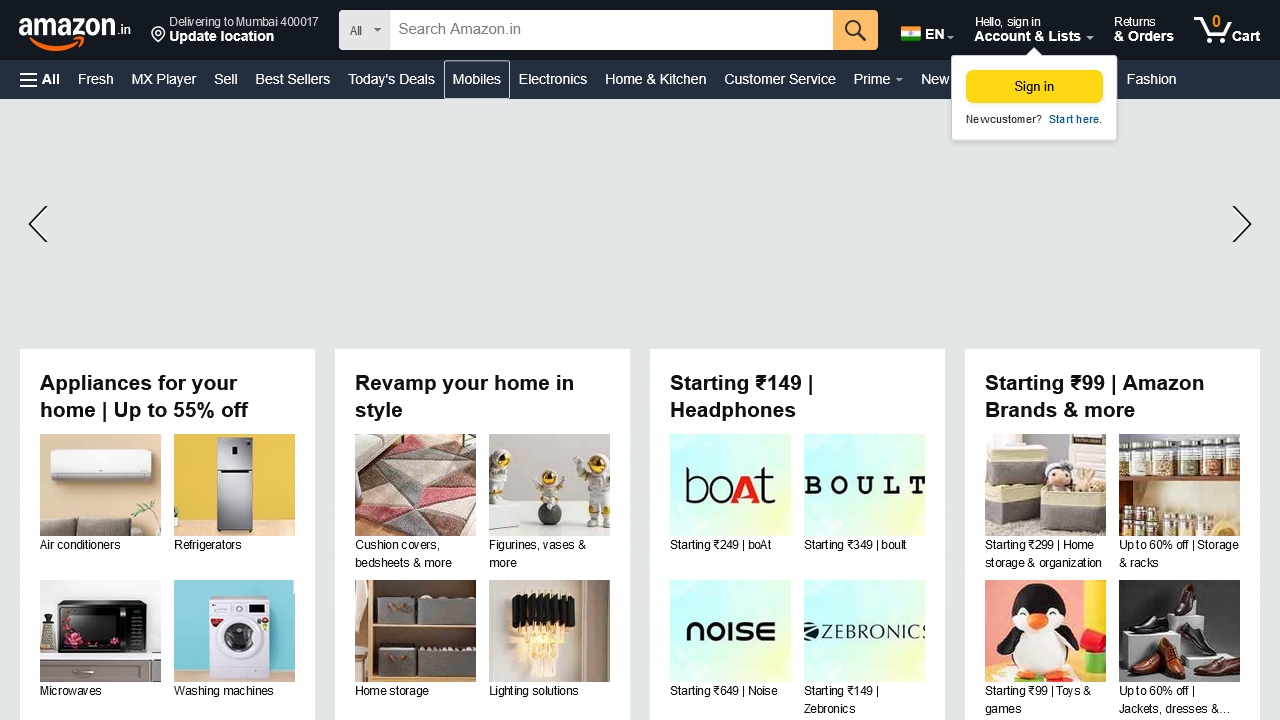 amazon.in
Delivering to Mumbai 400017
Update location
All
Search Amazon.in
EN
Hello, sign in
Account & Lists
Returns
& Orders
0
Cart
All
Fresh
MX Player
Sell
Best Sellers
Today's Deals
Mobiles
Electronics
Home & Kitchen
Customer Service
Prime
New
Fashion
Sign in
New customer? Start here.
Appliances for your
home | Up to 55% off
Air conditioners
Refrigerators
Microwaves
Washing machines
Revamp your home in
style
Cushion covers,
bedsheets & more
Figurines, vases &
more
Home storage
Lighting solutions
Starting ₹149 |
Headphones
boAt
BOULT
Starting ₹249 | boAt
Starting ₹349 | boult
noise
ZEBRONICS
Starting ₹649 | Noise
Starting ₹149 |
Zebronics
Starting ₹99 | Amazon
Brands & more
Starting ₹299 | Home
storage & organization
Up to 60% off | Storage
& racks
Starting ₹99 | Toys &
games
Up to 60% off |
Jackets, dresses &...